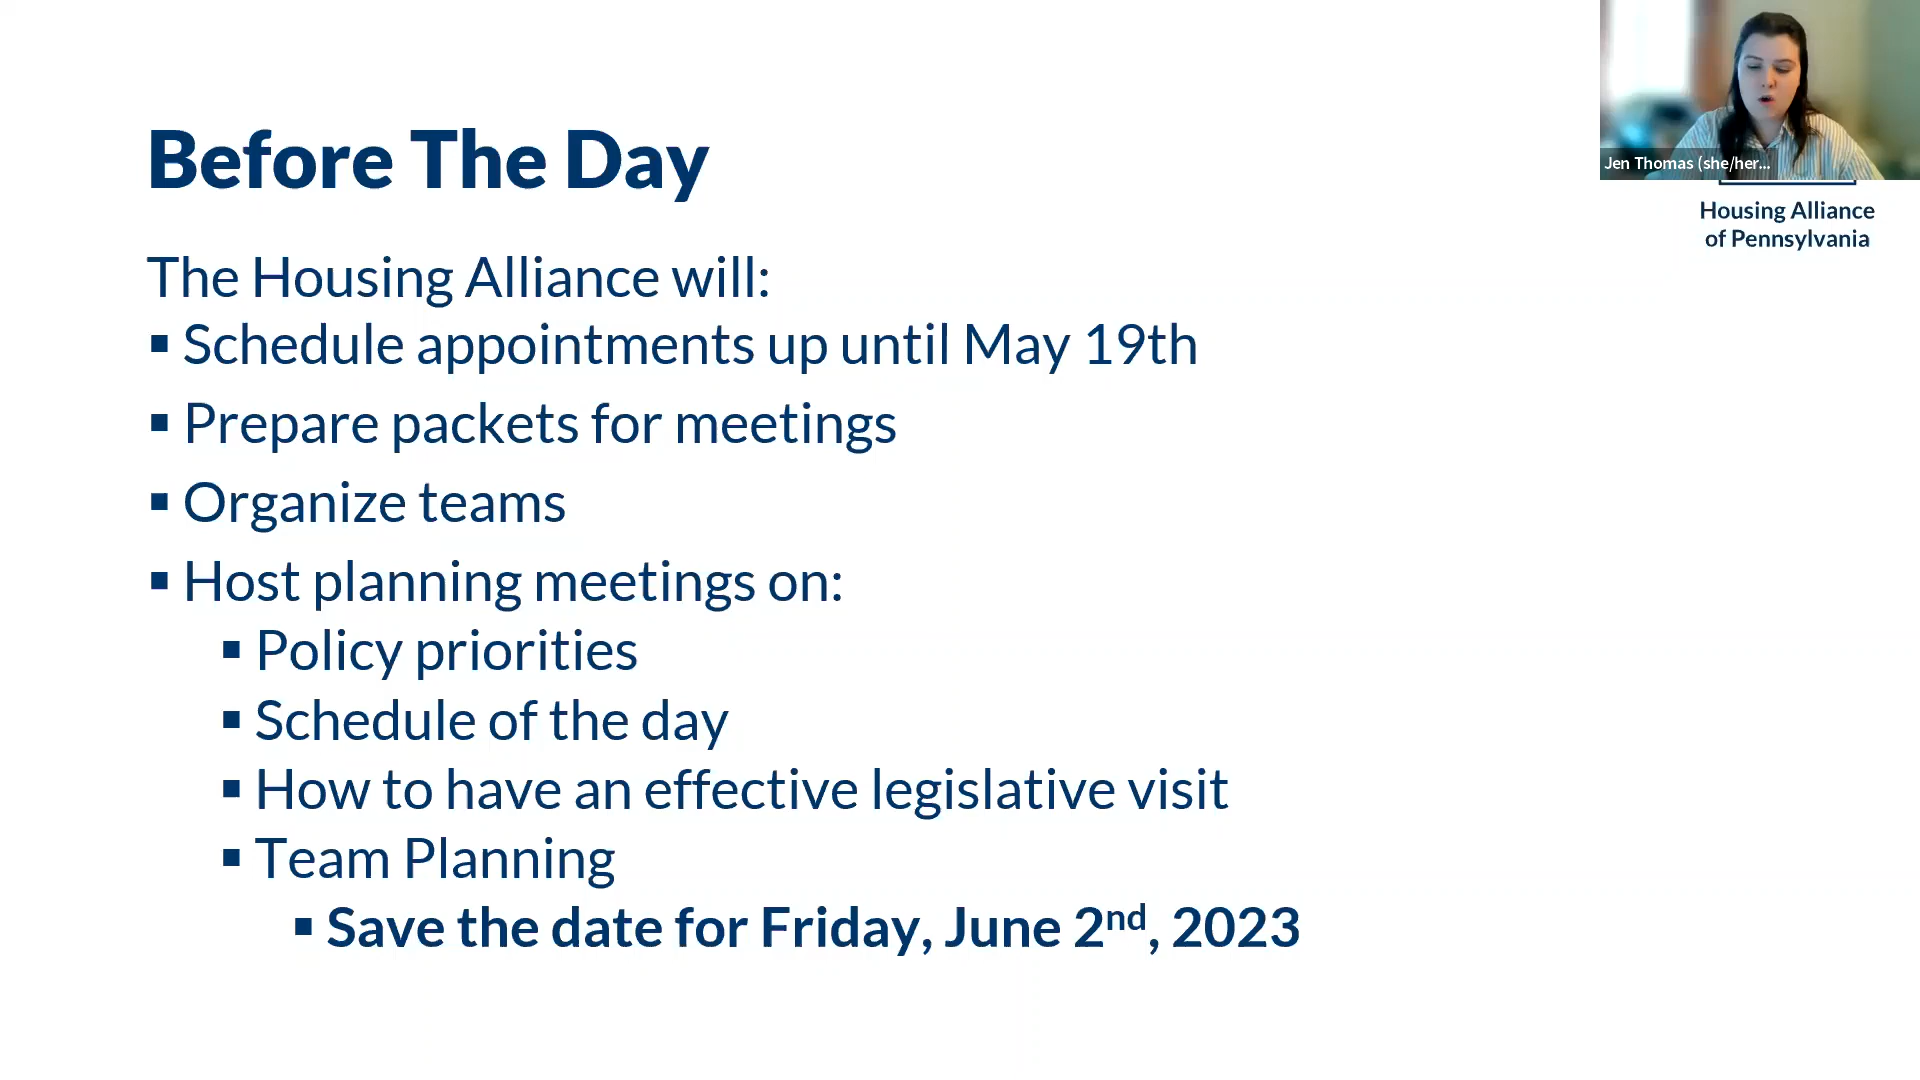 Before The Day
Jen Thomas (she/her...
Housing Alliance
of Pennsylvania
The Housing Alliance will:
▪ Schedule appointments up until May 19th
▪ Prepare packets for meetings
▪ Organize teams
▪ Host planning meetings on:
▪ Policy priorities
▪ Schedule of the day
▪ How to have an effective legislative visit
▪ Team Planning
▪ Save the date for Friday, June 2nd, 2023